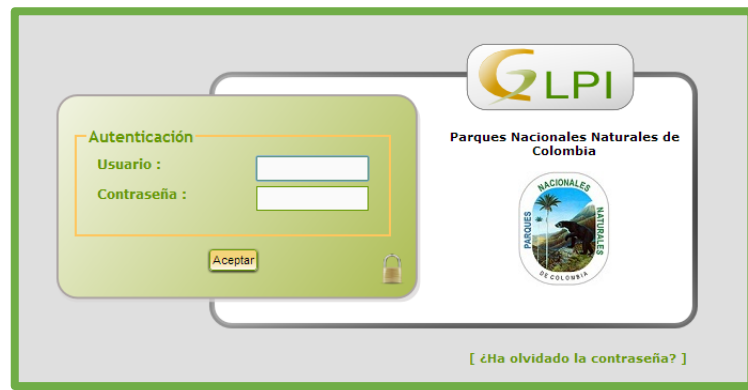 GLPI
Autenticación
Usuario :
Contraseña :
Aceptar
Parques Nacionales Naturales de
Colombia
PARQUES
NACIONALES
NATURALES
DE COLOMBIA
[ ¿Ha olvidado la contraseña? ]